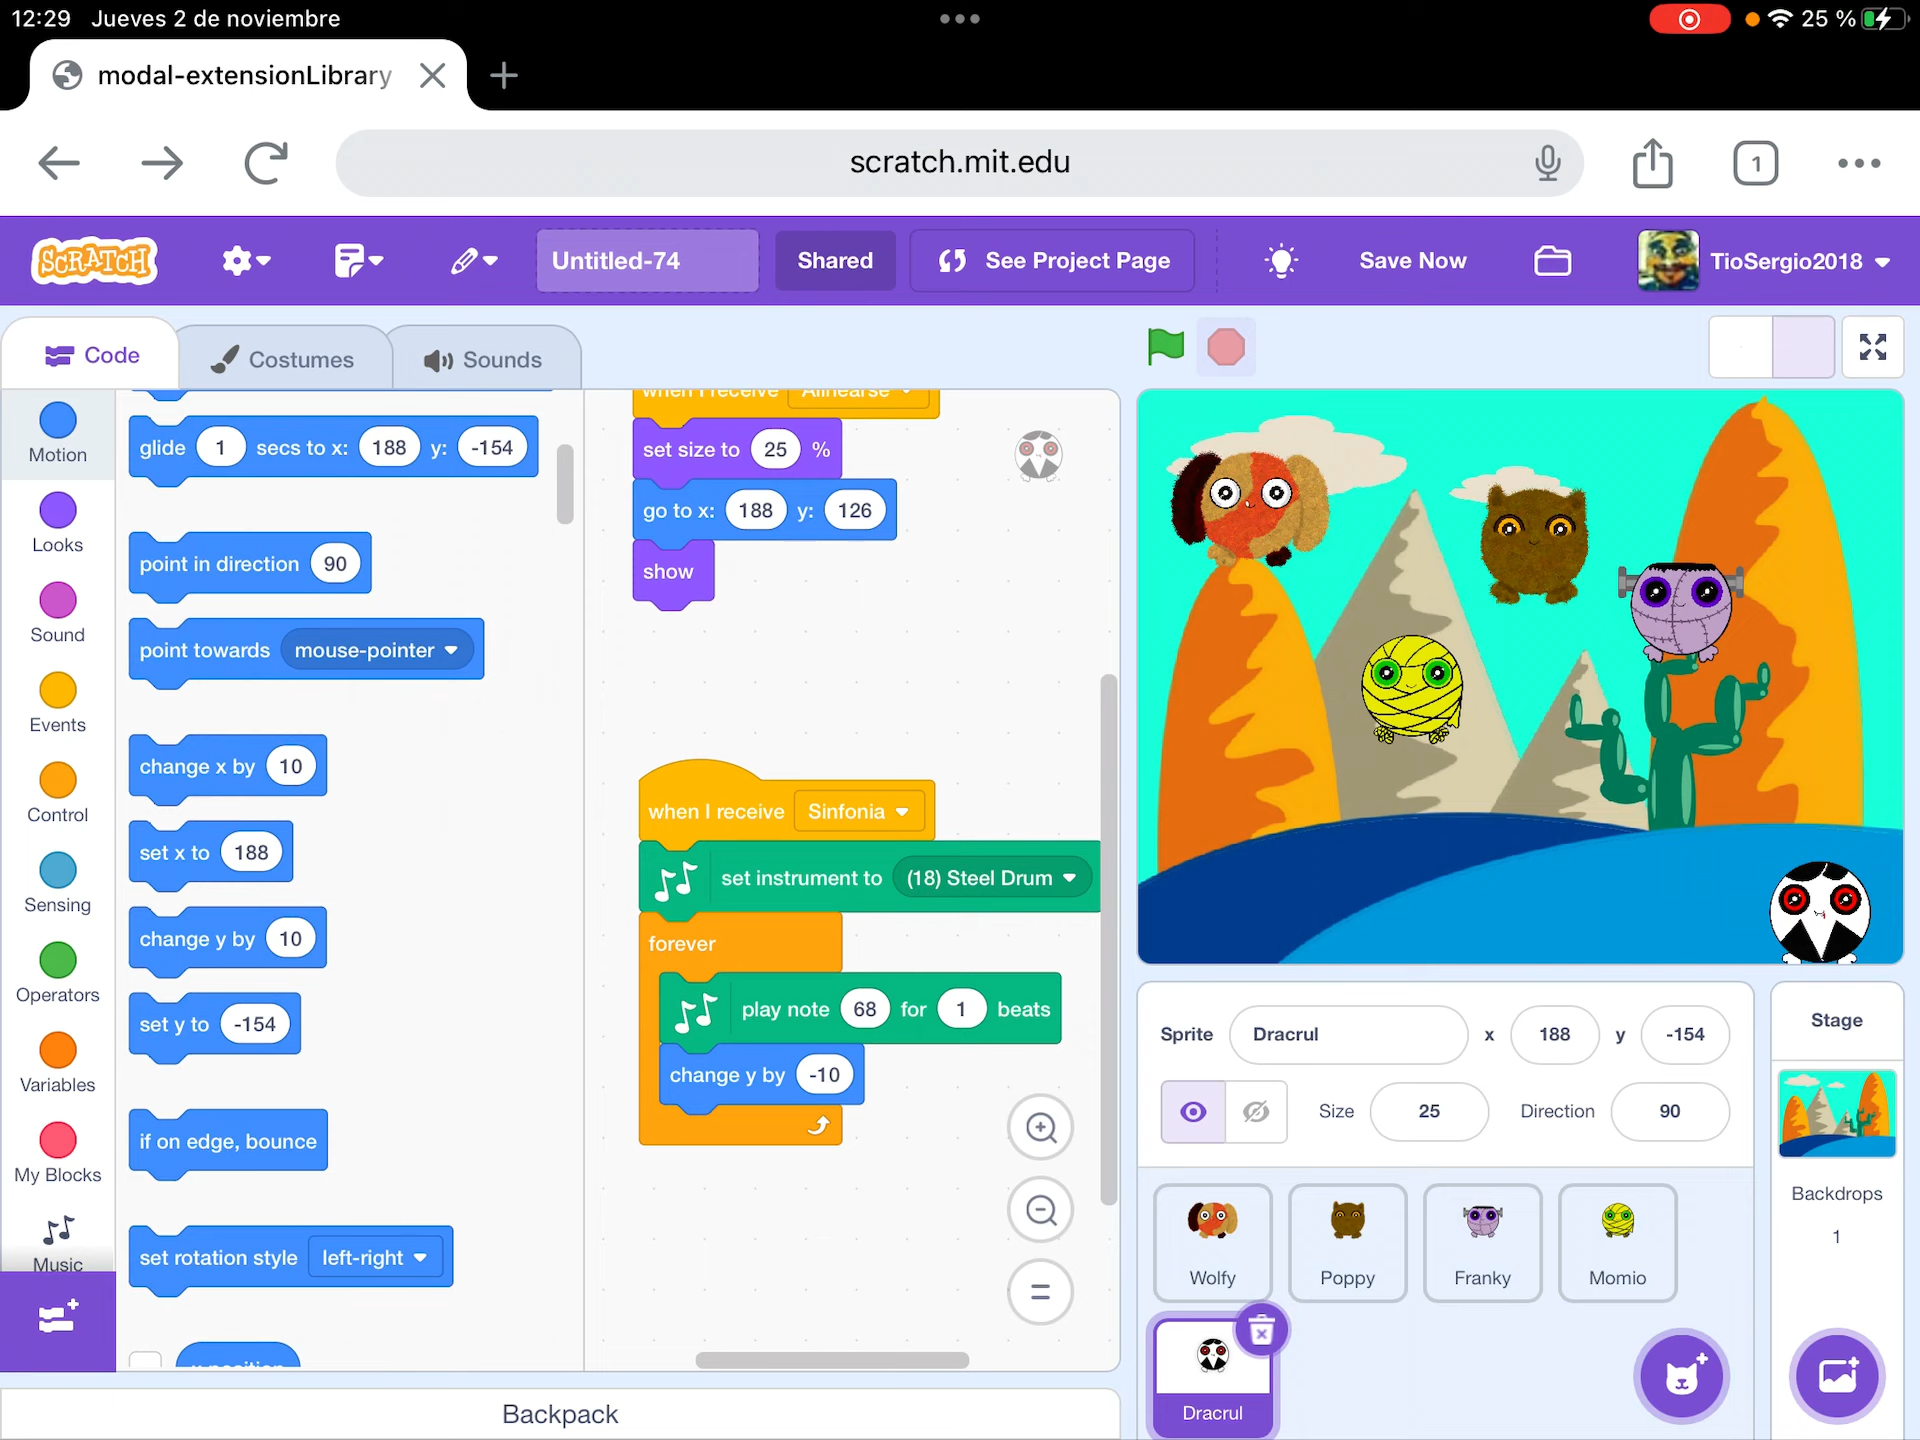 12:29 Jueves 2 de noviembre
25 %
modal-extensionLibrary
scratch.mit.edu
1
SCRATCH
Untitled-74
Shared
See Project Page
Save Now
TioSergio2018
Code
Costumes
Sounds
Motion
Looks
Sound
Events
Control
Sensing
Operators
Variables
My Blocks
Music
glide 1 secs to x: 188 y: -154
point in direction 90
point towards mouse-pointer
change x by 10
set x to 188
change y by 10
set y to -154
if on edge, bounce
set rotation style left-right
x position
when I receive Alinearse
set size to 25 %
go to x: 188 y: 126
show
when I receive Sinfonia
set instrument to (18) Steel Drum
forever
play note 68 for 1 beats
change y by -10
Backpack
Sprite Dracrul x 188 y -154
Size 25 Direction 90
Wolfy
Poppy
Franky
Momio
Dracrul
Stage
Backdrops
1